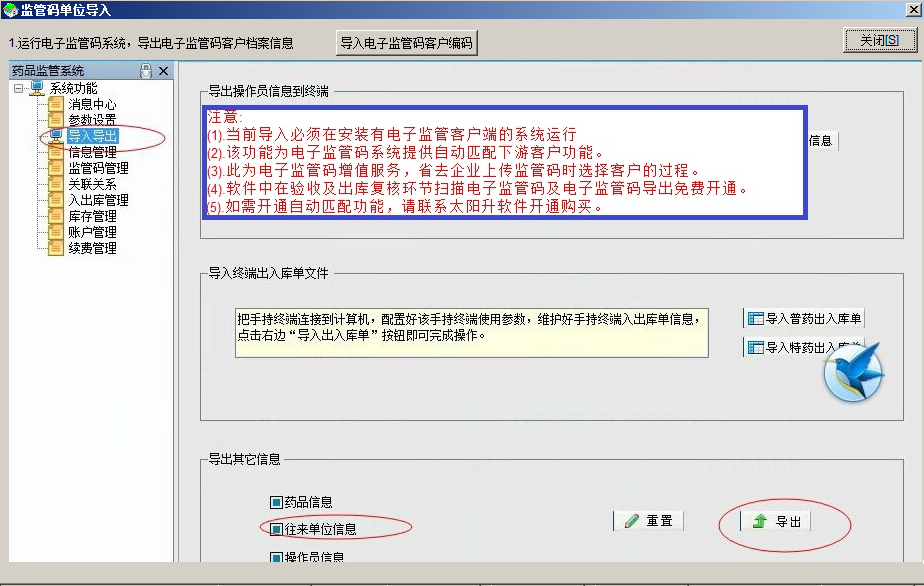 监管码单位导入
1.运行电子监管码系统，导出电子监管码客户档案信息
导入电子监管码客户编码
关闭[S]
药品监管系统
系统功能
消息中心
参数设置
导入导出
信息管理
监管码管理
关联关系
入出库管理
库存管理
账户管理
续费管理
导出操作员信息到终端
注意:
(1).当前导入必须在安装有电子监管客户端的系统运行
(2).该功能为电子监管码系统提供自动匹配下游客户功能。
(3).此为电子监管码增值服务，省去企业上传监管码时选择客户的过程。
(4).软件中在验收及出库复核环节扫描电子监管码及电子监管码导出免费开通。
(5).如需开通自动匹配功能，请联系太阳升软件开通购买。
信息
导入终端出入库单文件
把手持终端连接到计算机，配置好该手持终端使用参数，维护好手持终端入出库单信息，
点击右边“导入出入库单”按钮即可完成操作。
导入普药出入库单
导入特药出入库单
导出其它信息
药品信息
往来单位信息
操作员信息
重置
导出